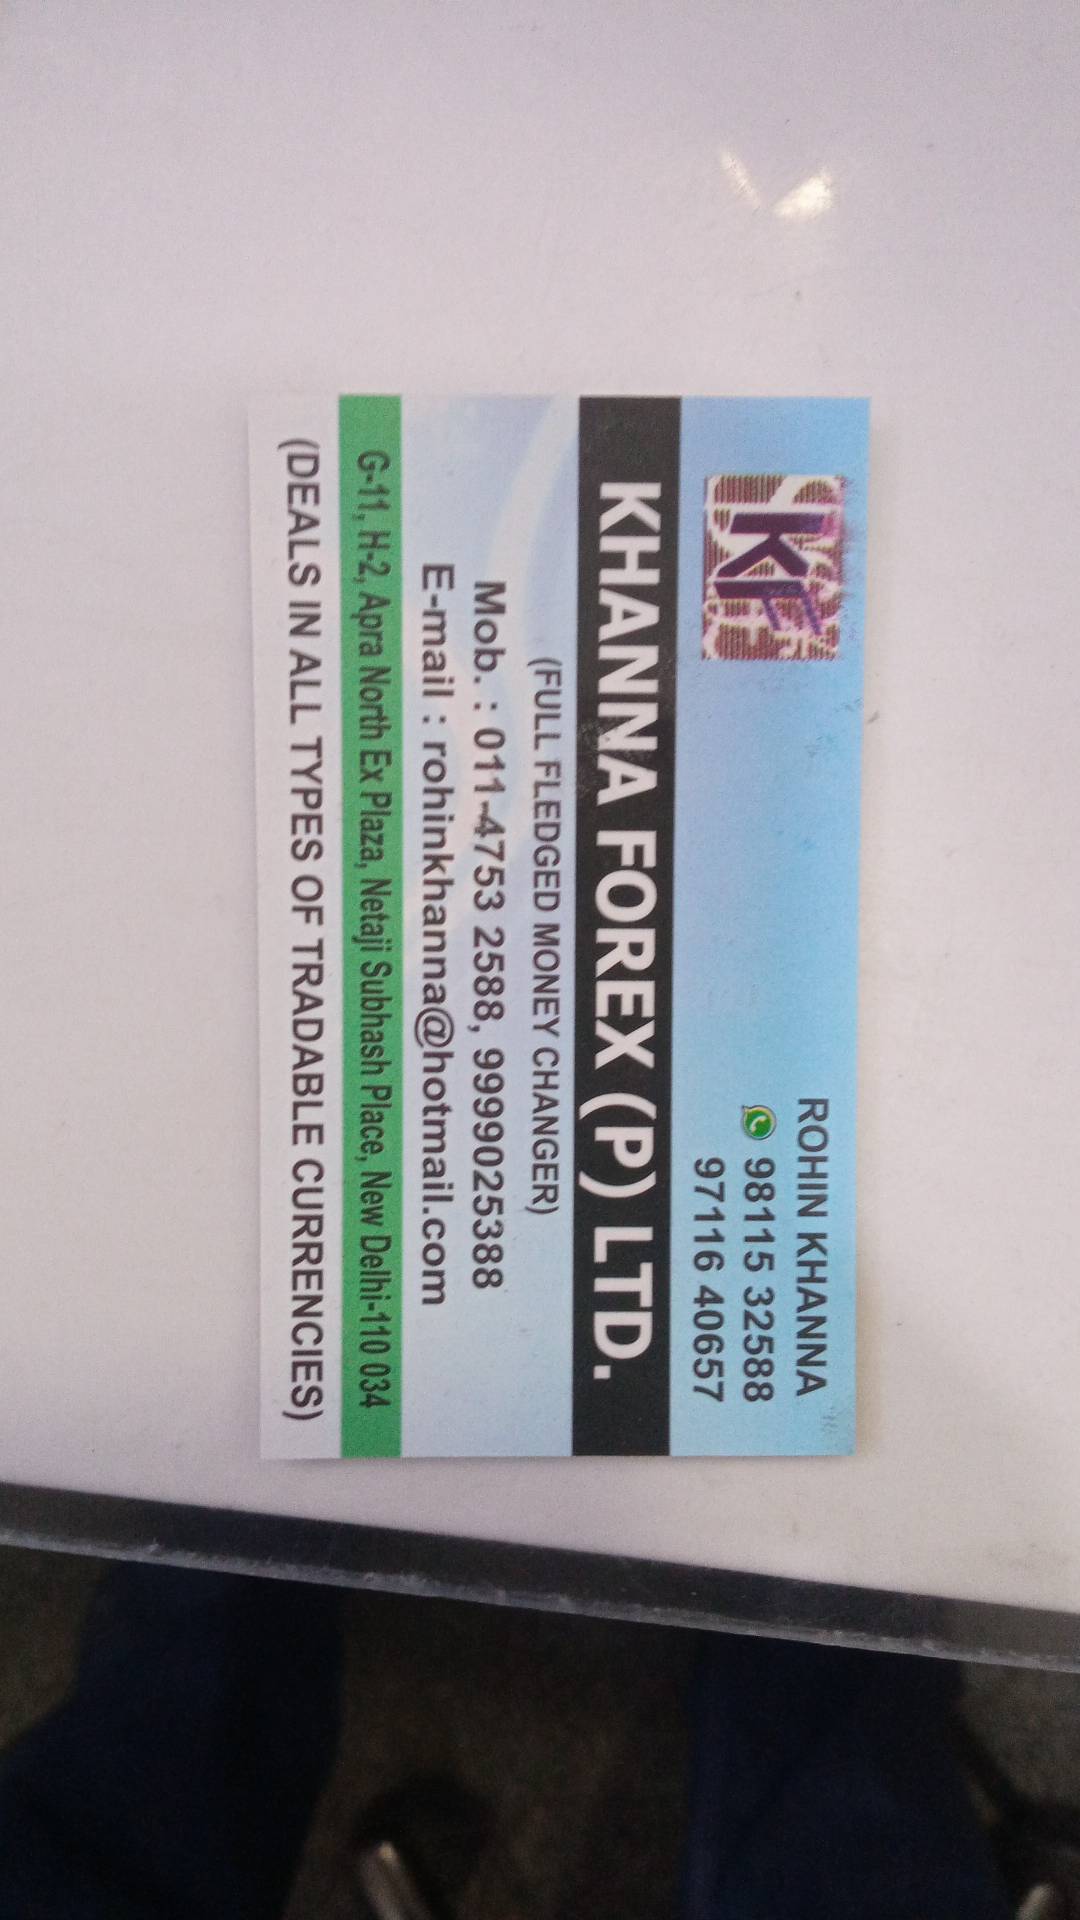 KF
ROHIN KHANNA
98115 32588
97116 40657
KHANNA FOREX (P) LTD.
(FULL FLEDGED MONEY CHANGER)
Mob. : 011-4753 2588, 9999025388
E-mail : rohinkhanna@hotmail.com
G-11, H-2, Apra North Ex Plaza, Netaji Subhash Place, New Delhi-110 034
(DEALS IN ALL TYPES OF TRADABLE CURRENCIES)